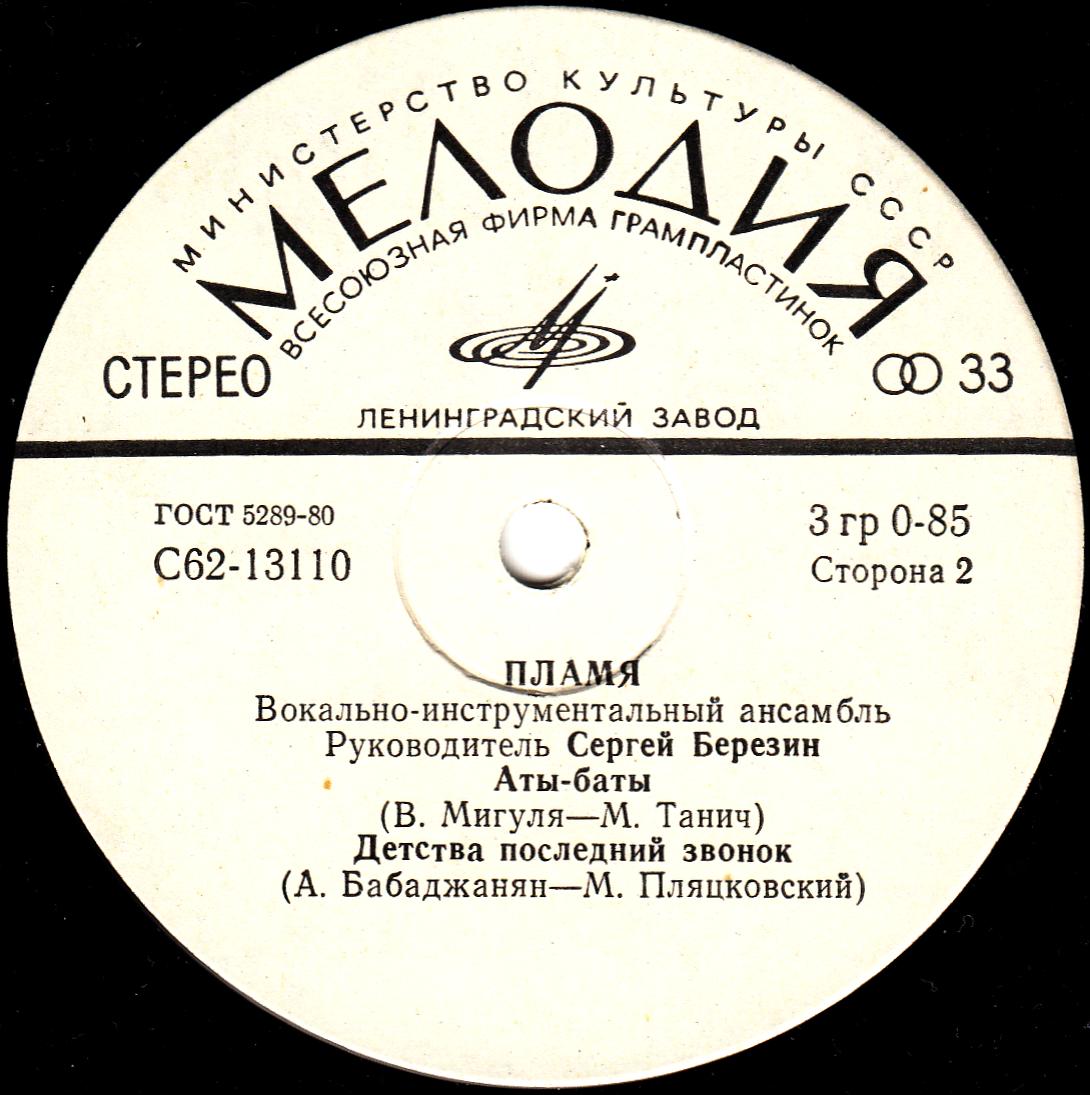 МИНИСТЕРСТВО КУЛЬТУРЫ СССР
МЕЛОДИЯ
ВСЕСОЮЗНАЯ ФИРМА ГРАМПЛАСТИНОК
СТЕРЕО
33
ЛЕНИНГРАДСКИЙ ЗАВОД
ГОСТ 5289-80
3 гр 0-85
С62-13110
Сторона 2
ПЛАМЯ
Вокально-инструментальный ансамбль
Руководитель Сергей Березин
Аты-баты
(В. Мигуля—М. Танич)
Детства последний звонок
(А. Бабаджанян—М. Пляцковский)